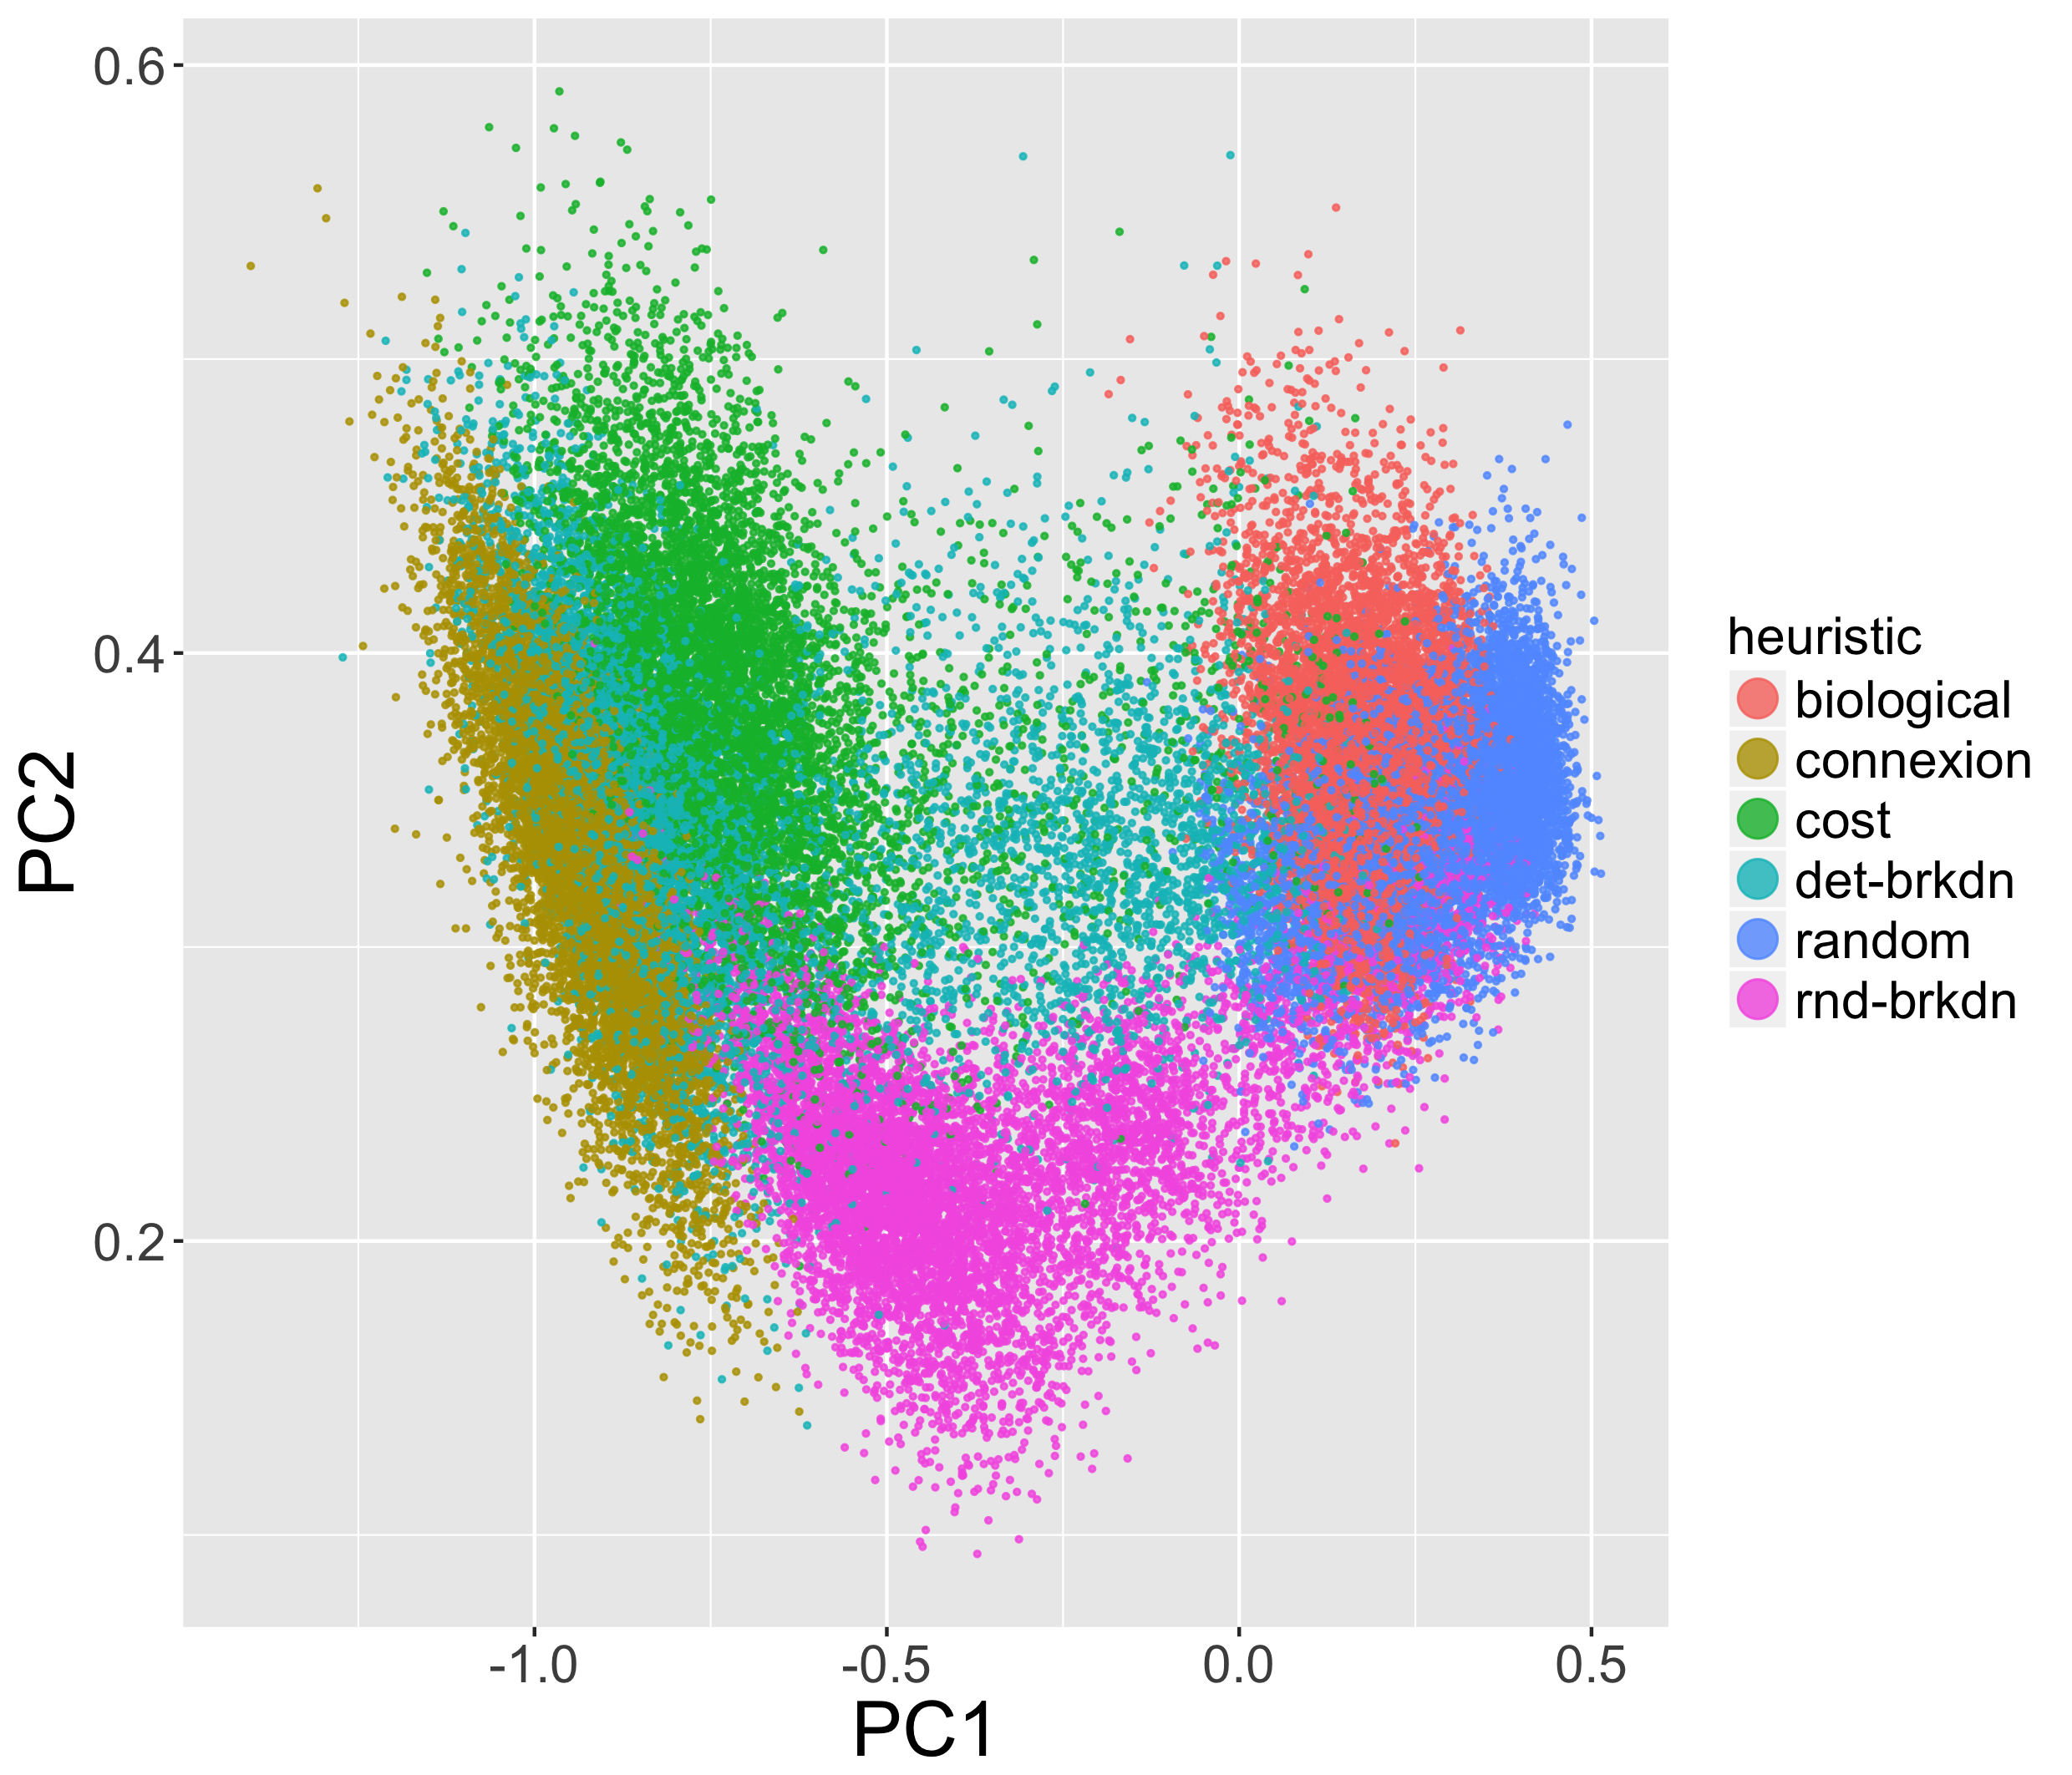 0.6
0.4
0.2
PC2
-1.0 -0.5 0.0 0.5
PC1
heuristic
biological
connexion
cost
det-brkdn
random
rnd-brkdn